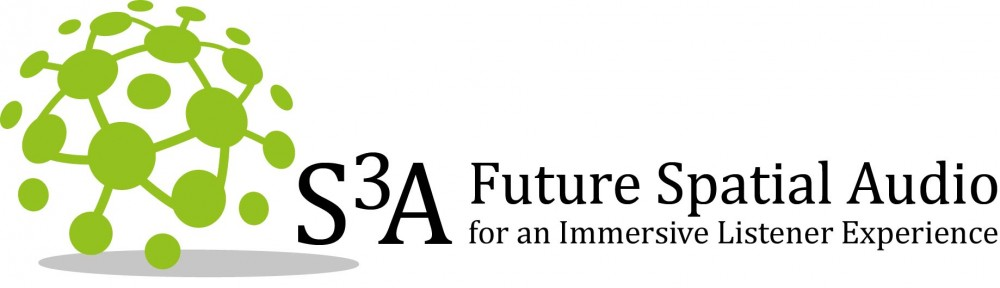 S³A
Future Spatial Audio
for an Immersive Listener Experience